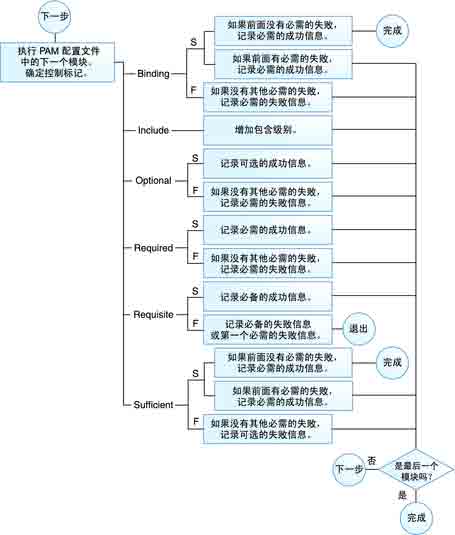 下一步
执行 PAM 配置文件
中的下一个模块。
确定控制标记。
Binding
S
如果前面没有必需的失败，
记录必需的成功信息。
完成
如果前面有必需的失败，
记录必需的成功信息。
F
如果没有其他必需的失败，
记录必需的失败信息。
Include
增加包含级别。
Optional
S
记录可选的成功信息。
F
如果没有其他必需的失败，
记录必需的失败信息。
Required
S
记录必需的成功信息。
F
如果没有其他必需的失败，
记录必需的失败信息。
Requisite
S
记录必备的成功信息。
F
记录必备的失败信息
或第一个必需的失败信息。
退出
Sufficient
S
如果前面没有必需的失败，
记录必需的成功信息。
完成
如果前面有必需的失败，
记录必需的成功信息。
F
如果没有其他必需的失败，
记录可选的失败信息。
是最后一个
模块吗？
否
下一步
是
完成